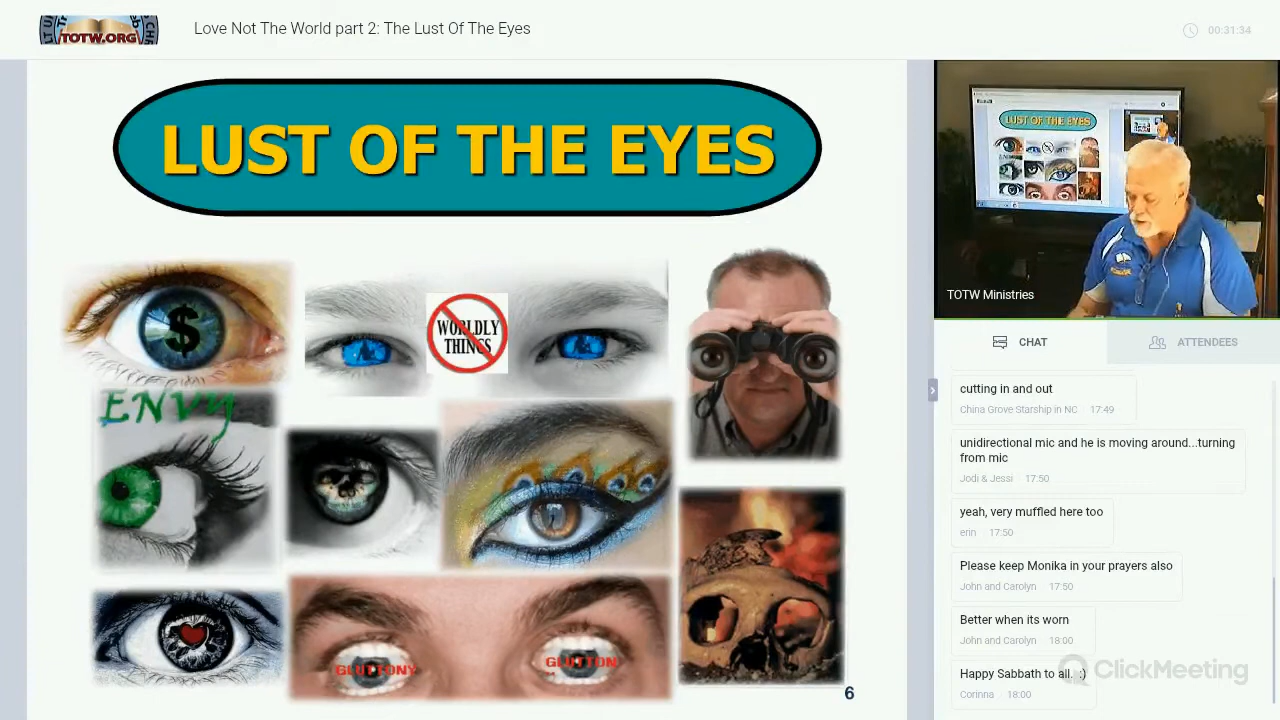 TOTW.ORG
Love Not The World part 2: The Lust Of The Eyes
00:31:34
LUST OF THE EYES
$
WORLDLY
THINGS
ENVY
GLUTTONY
GLUTTON
6
LUST OF THE EYES
TOTW Ministries
CHAT
ATTENDEES
cutting in and out
China Grove Starship in NC 17:49
unidirectional mic and he is moving around...turning
from mic
Jodi & Jessi 17:50
yeah, very muffled here too
erin 17:50
Please keep Monika in your prayers also
John and Carolyn 17:50
Better when its worn
John and Carolyn 18:00
Happy Sabbath to all. :)
Corinna 18:00
ClickMeeting